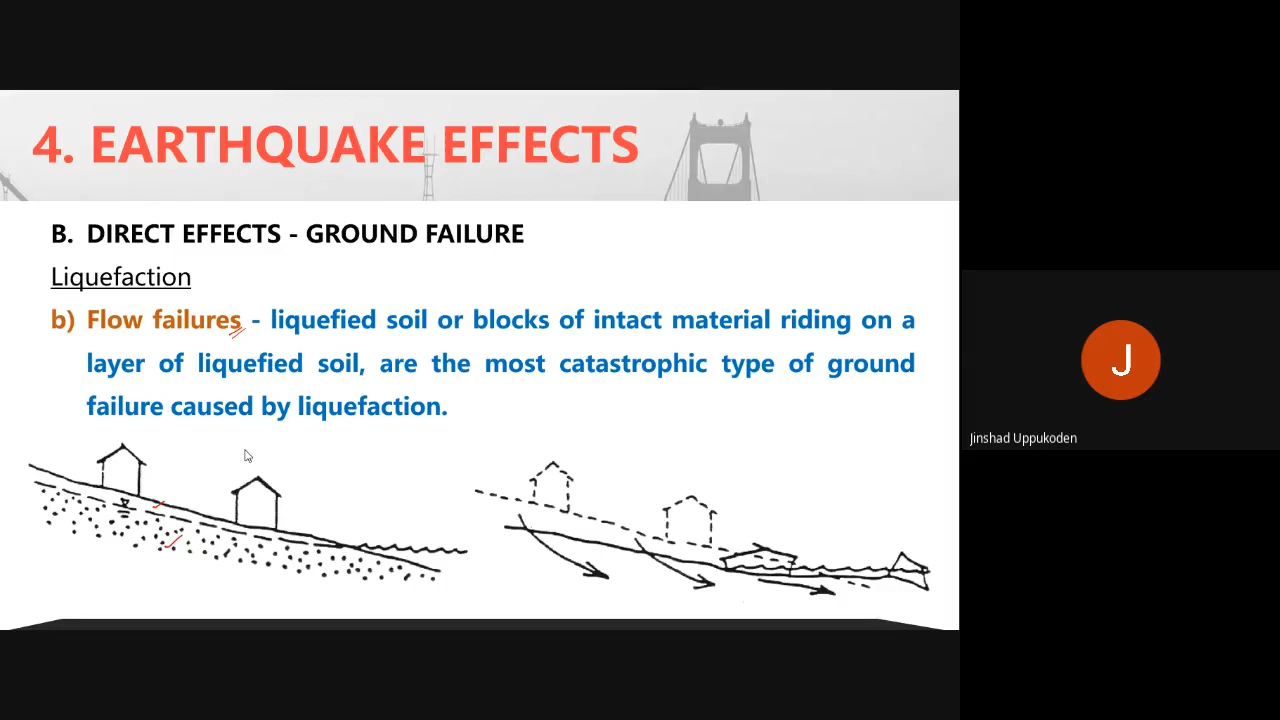 4. EARTHQUAKE EFFECTS
B. DIRECT EFFECTS - GROUND FAILURE
Liquefaction
b) Flow failures - liquefied soil or blocks of intact material riding on a
layer of liquefied soil, are the most catastrophic type of ground
failure caused by liquefaction.
J
Jinshad Uppukoden